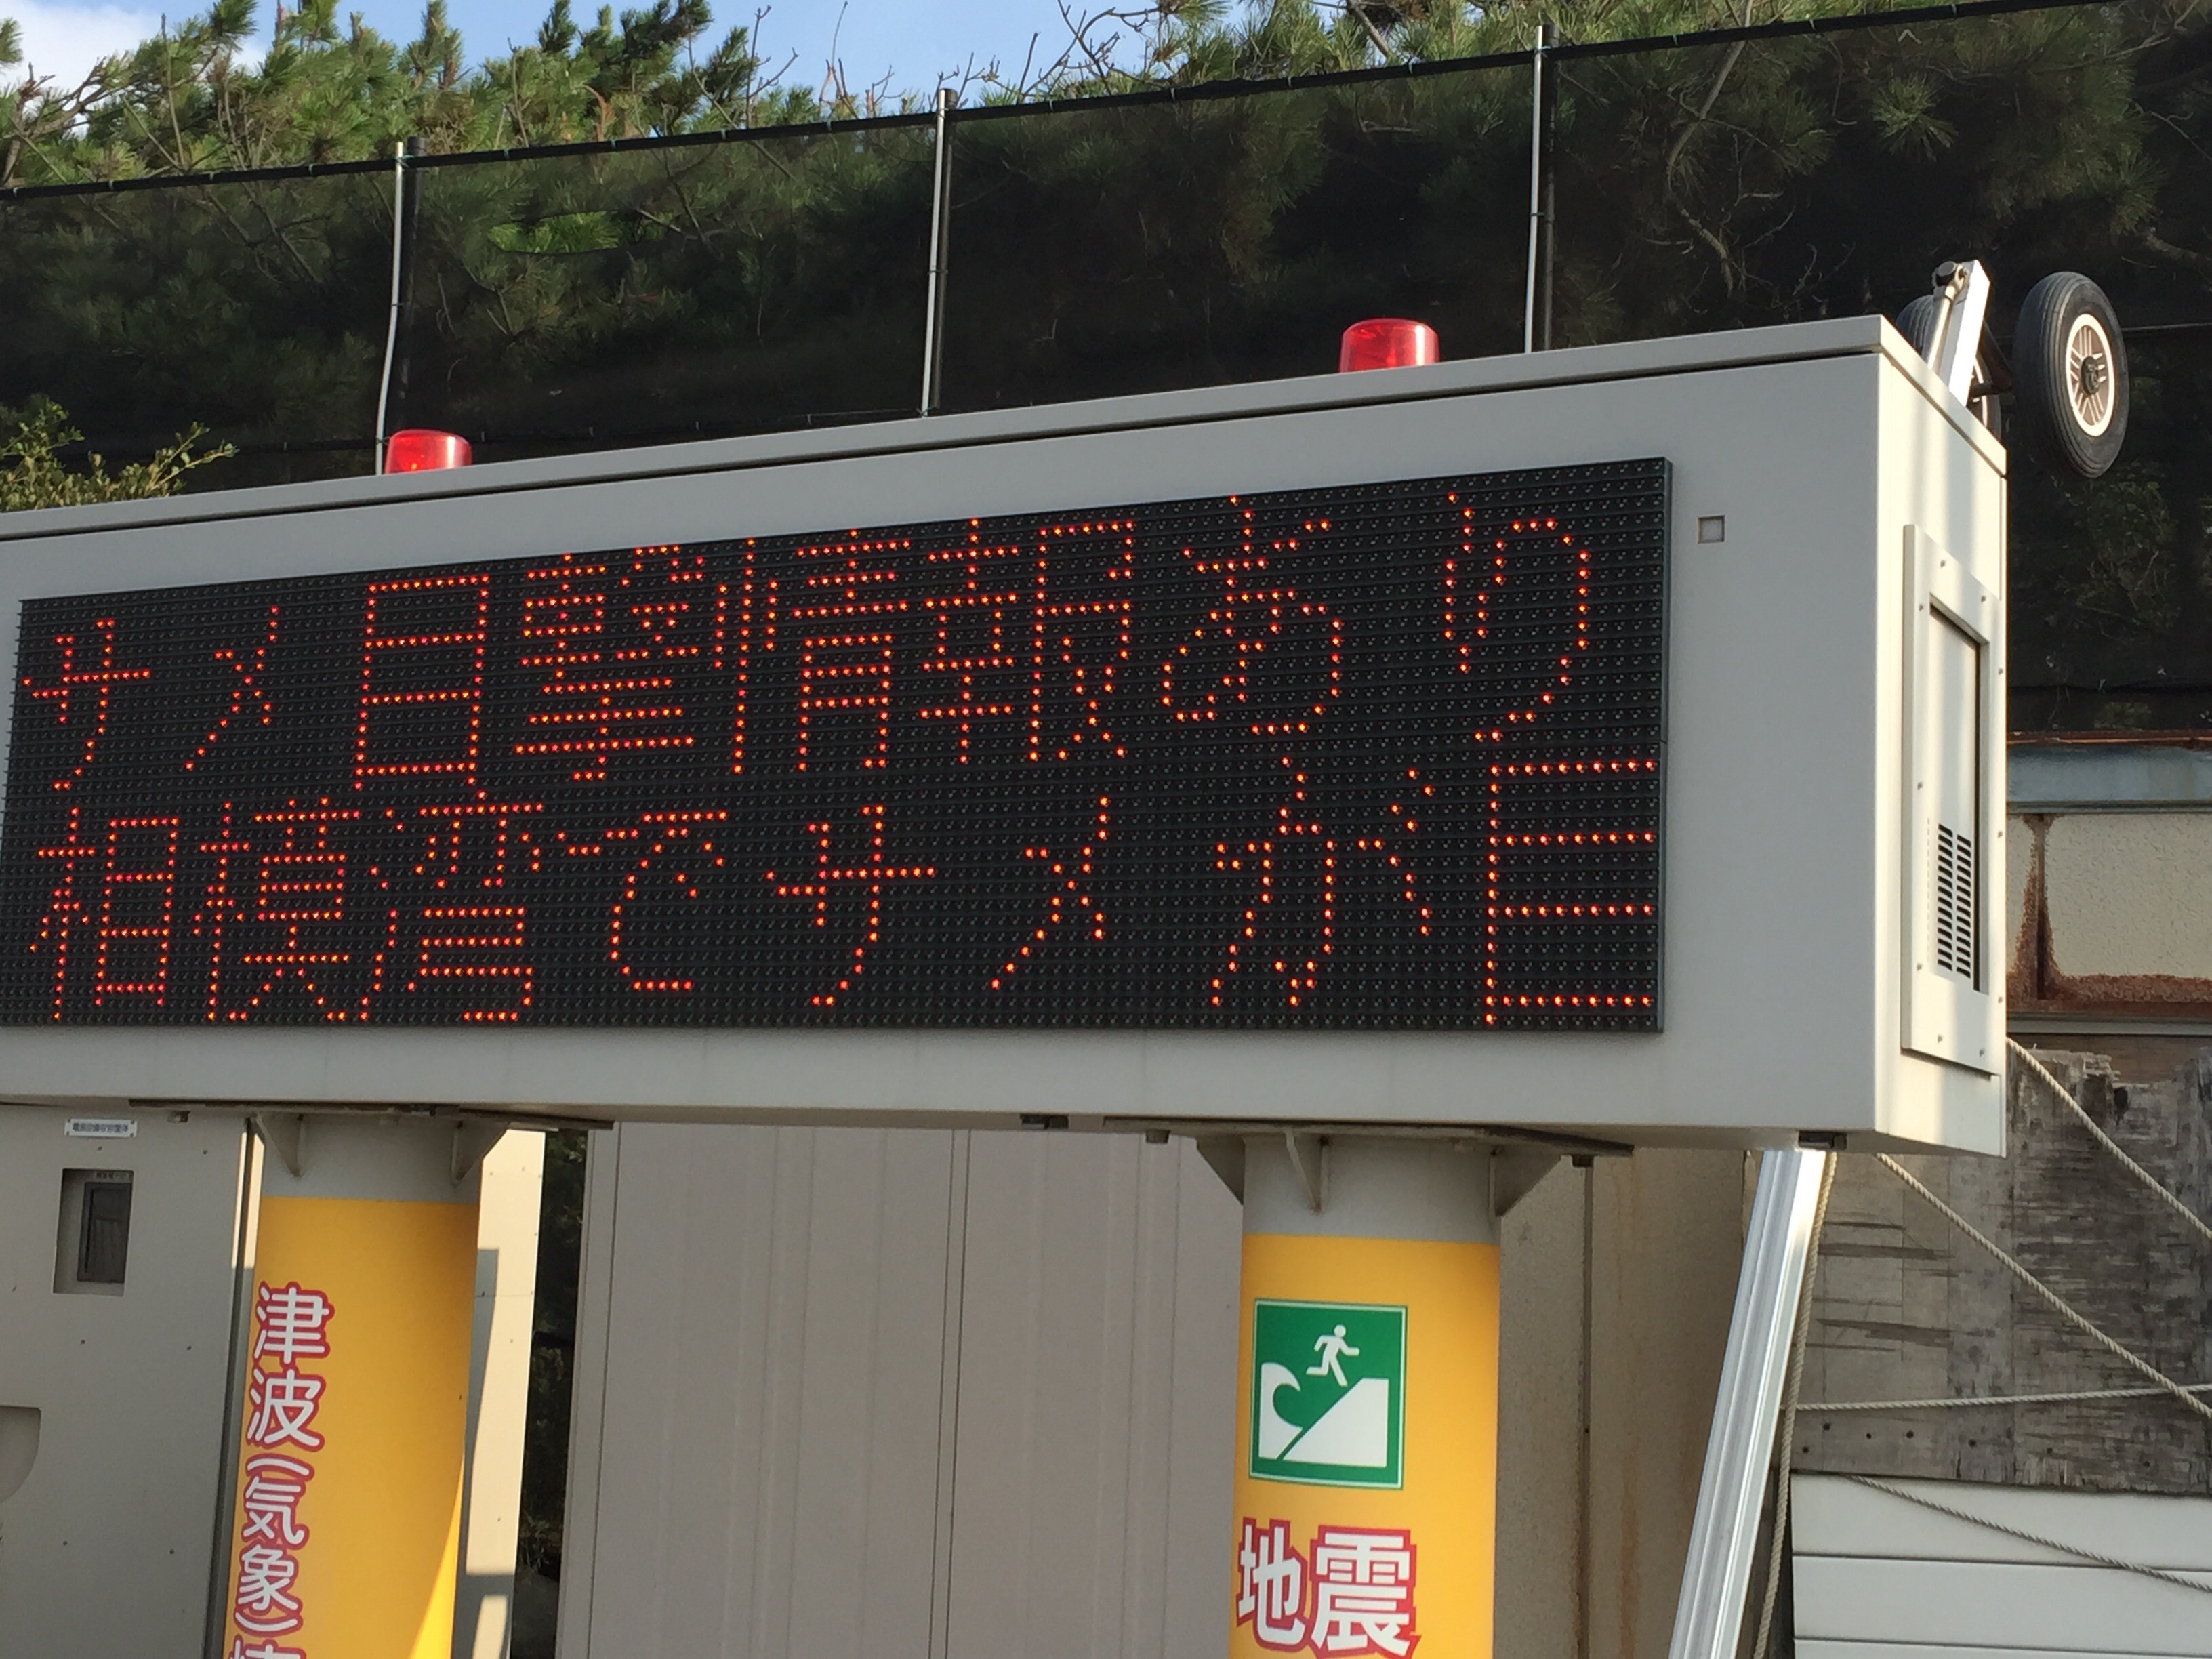 サメ目撃情報あり
相模湾でサメが目
津波(気象)情
地震